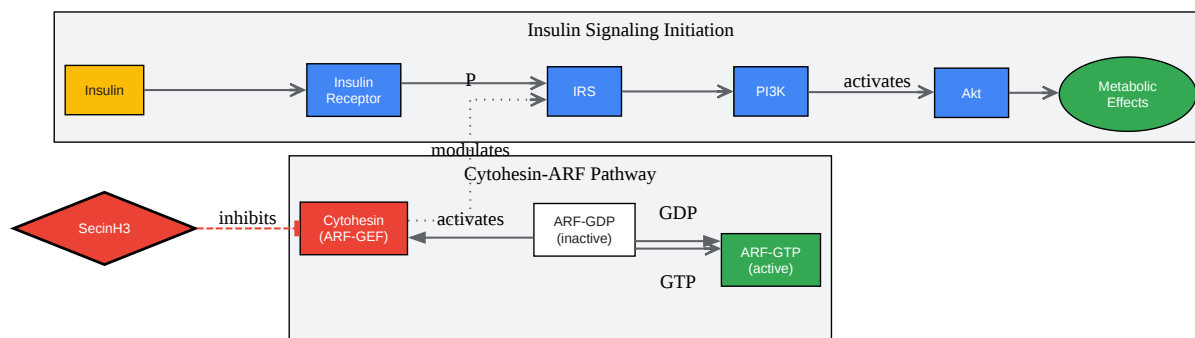 Insulin Signaling Initiation
Insulin
Insulin
Receptor
P
IRS
PI3K
activates
Akt
Metabolic
Effects
modulates
Cytohesin-ARF Pathway
SecinH3
inhibits
Cytohesin
(ARF-GEF)
activates
ARF-GDP
(inactive)
GDP
GTP
ARF-GTP
(active)